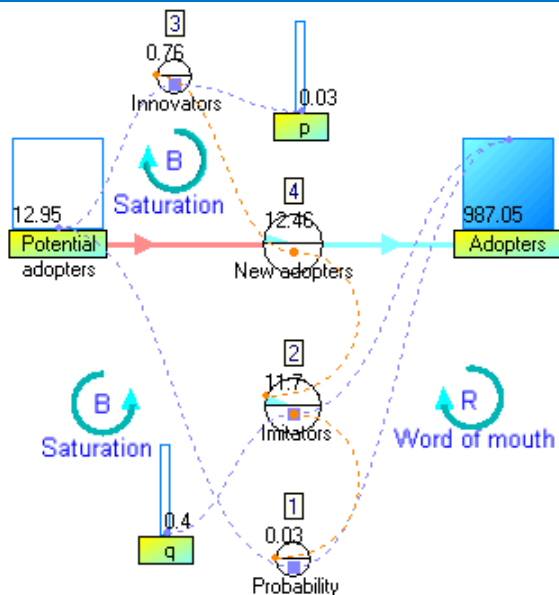 3
0.76
Innovators
0.03
p
B
Saturation
4
12.95
12.46
987.05
Potential
adopters
New adopters
Adopters
2
11.7
Imitators
B
Saturation
R
Word of mouth
0.4
q
1
0.03
Probability